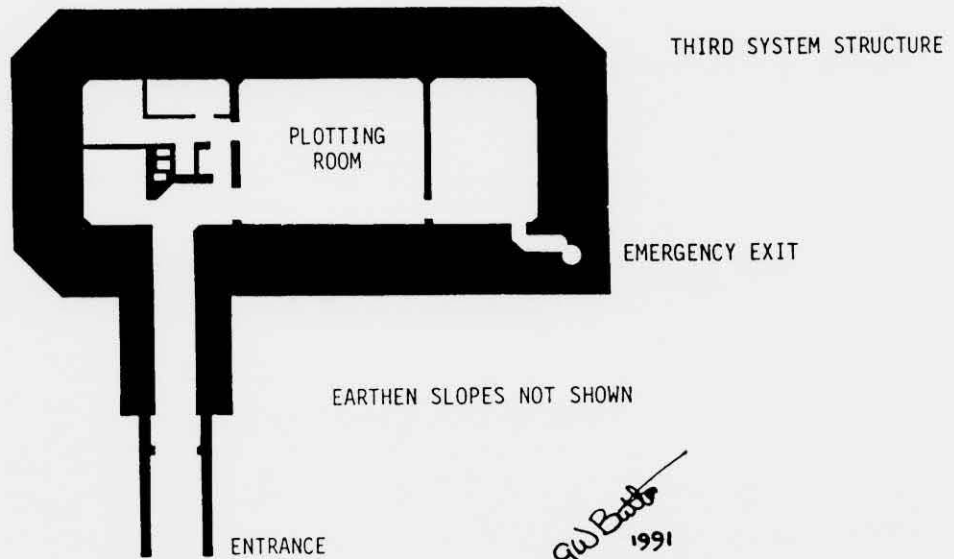 THIRD SYSTEM STRUCTURE
PLOTTING
ROOM
EMERGENCY EXIT
EARTHEN SLOPES NOT SHOWN
1991
ENTRANCE